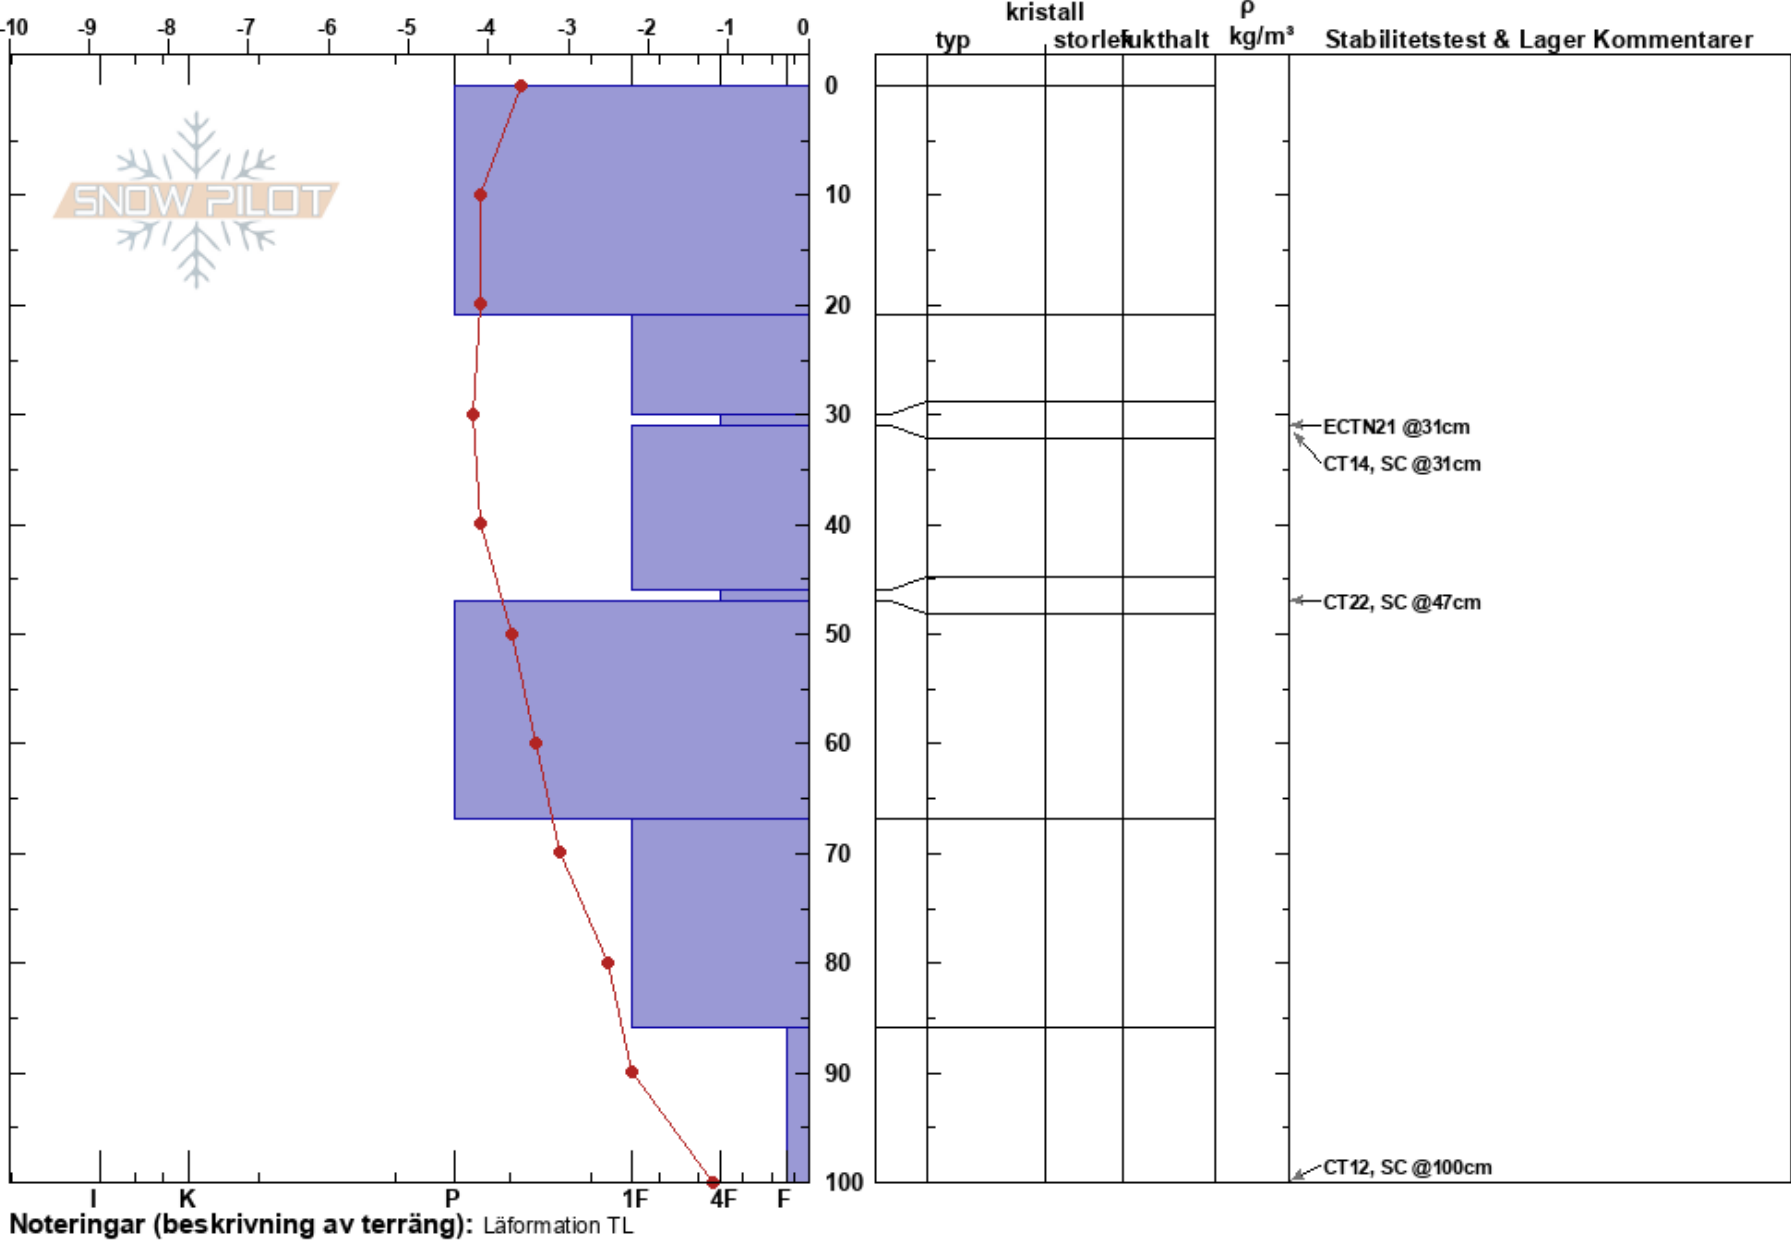 -10 -9 -8 -7 -6 -5 -4 -3 -2 -1 0
kristall
ρ
typ storlek fukthalt kg/m³ Stabilitetstest & Lager Kommentarer
SNOW PILOT
0
10
20
30
ECTN21 @31cm
CT14, SC @31cm
40
CT22, SC @47cm
50
60
70
80
90
CT12, SC @100cm
100
I K P 1F 4F F
Noteringar (beskrivning av terräng): Läformation TL